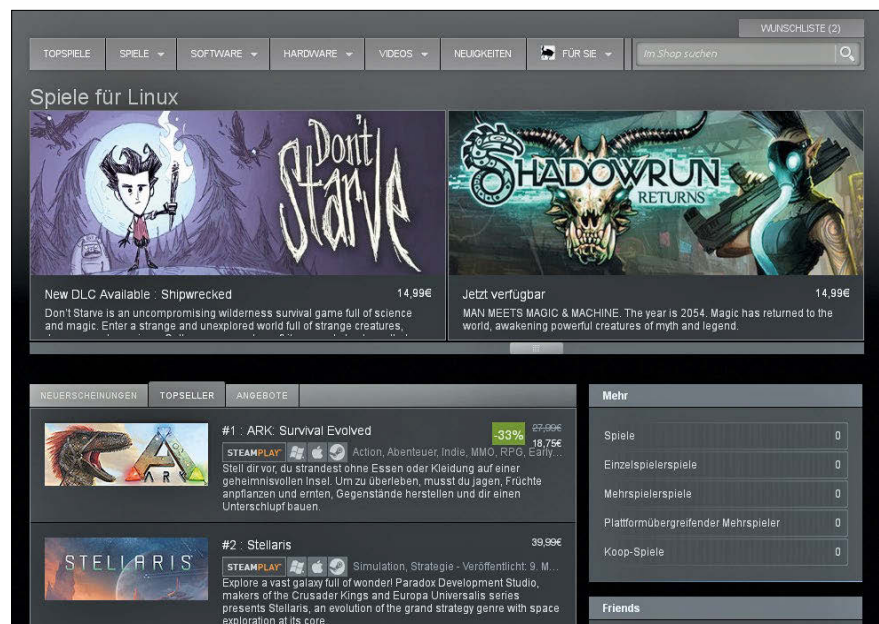 WUNSCHLISTE (2)
TOPSPIELE SPIELE SOFTWARE HARDWARE VIDEOS NEUIGKEITEN FÜR SIE Im Shop suchen
Spiele für Linux
Don't
Starve
SHADOWRUN
RETURNS
New DLC Available : Shipwrecked 14,99€
Don't Starve is an uncompromising wilderness survival game full of science
and magic. Enter a strange and unexplored world full of strange creatures,
Jetzt verfügbar 14,99€
MAN MEETS MAGIC & MACHINE. The year is 2054. Magic has returned to the
world, awakening powerful creatures of myth and legend.
NEUERSCHEINUNGEN TOPSELLER ANGEBOTE
ARK
#1 : ARK: Survival Evolved
-33% 27,99€
18,75€
STEAMPLAY Action, Abenteuer, Indie, MMO, RPG, Early...
Stell dir vor, du strandest ohne Essen oder Kleidung auf einer
geheimnisvollen Insel. Um zu überleben, musst du jagen, Früchte
anpflanzen und ernten, Gegenstände herstellen und dir einen
Unterschlupf bauen.
STELLARIS
#2 : Stellaris 39,99€
STEAMPLAY Simulation, Strategie - Veröffentlicht: 9. M...
Explore a vast galaxy full of wonder! Paradox Development Studio,
makers of the Crusader Kings and Europa Universalis series
presents Stellaris, an evolution of the grand strategy genre with space
exploration at its core.
Mehr
Spiele 0
Einzelspielerspiele 0
Mehrspielerspiele 0
Plattformübergreifender Mehrspieler 0
Koop-Spiele 0
Friends